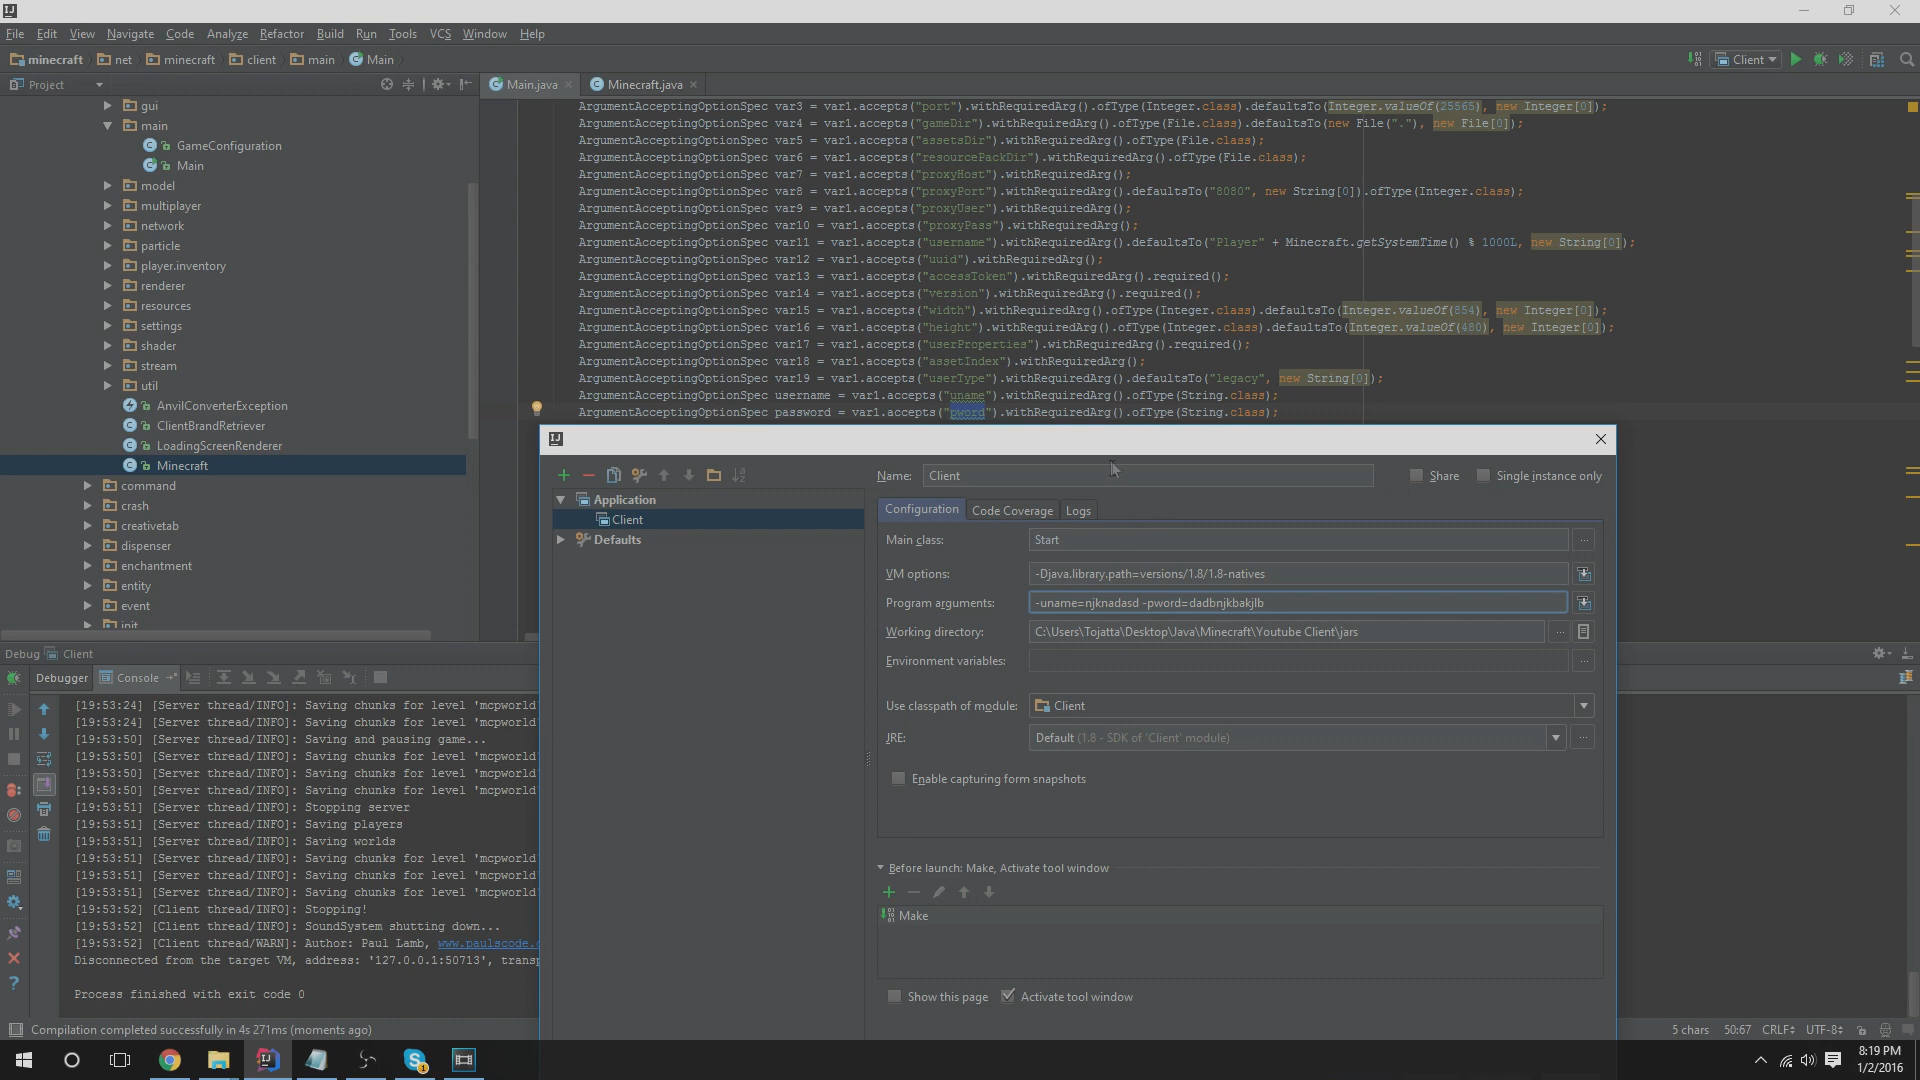 File Edit View Navigate Code Analyze Refactor Build Run Tools VCS Window Help
minecraft net minecraft client main Main Client
Project Main.java Minecraft.java
gui
main
GameConfiguration
Main
model
multiplayer
network
particle
player.inventory
renderer
resources
settings
shader
stream
util
AnvilConverterException
ClientBrandRetriever
LoadingScreenRenderer
Minecraft
command
crash
creativetab
dispenser
enchantment
entity
event
init
ArgumentAcceptingOptionSpec var3 = var1.accepts("port").withRequiredArg().ofType(Integer.class).defaultsTo(Integer.valueOf(25565), new Integer[0]);
ArgumentAcceptingOptionSpec var4 = var1.accepts("gameDir").withRequiredArg().ofType(File.class).defaultsTo(new File("."), new File[0]);
ArgumentAcceptingOptionSpec var5 = var1.accepts("assetsDir").withRequiredArg().ofType(File.class);
ArgumentAcceptingOptionSpec var6 = var1.accepts("resourcePackDir").withRequiredArg().ofType(File.class);
ArgumentAcceptingOptionSpec var7 = var1.accepts("proxyHost").withRequiredArg();
ArgumentAcceptingOptionSpec var8 = var1.accepts("proxyPort").withRequiredArg().defaultsTo("8080", new String[0]).ofType(Integer.class);
ArgumentAcceptingOptionSpec var9 = var1.accepts("proxyUser").withRequiredArg();
ArgumentAcceptingOptionSpec var10 = var1.accepts("proxyPass").withRequiredArg();
ArgumentAcceptingOptionSpec var11 = var1.accepts("username").withRequiredArg().defaultsTo("Player" + Minecraft.getSystemTime() % 1000L, new String[0]);
ArgumentAcceptingOptionSpec var12 = var1.accepts("uuid").withRequiredArg();
ArgumentAcceptingOptionSpec var13 = var1.accepts("accessToken").withRequiredArg().required();
ArgumentAcceptingOptionSpec var14 = var1.accepts("version").withRequiredArg().required();
ArgumentAcceptingOptionSpec var15 = var1.accepts("width").withRequiredArg().ofType(Integer.class).defaultsTo(Integer.valueOf(854), new Integer[0]);
ArgumentAcceptingOptionSpec var16 = var1.accepts("height").withRequiredArg().ofType(Integer.class).defaultsTo(Integer.valueOf(480), new Integer[0]);
ArgumentAcceptingOptionSpec var17 = var1.accepts("userProperties").withRequiredArg().required();
ArgumentAcceptingOptionSpec var18 = var1.accepts("assetIndex").withRequiredArg();
ArgumentAcceptingOptionSpec var19 = var1.accepts("userType").withRequiredArg().defaultsTo("legacy", new String[0]);
ArgumentAcceptingOptionSpec username = var1.accepts("uname").withRequiredArg().ofType(String.class);
ArgumentAcceptingOptionSpec password = var1.accepts("pword").withRequiredArg().ofType(String.class);
Application
Client
Defaults
Name: Client Share Single instance only
Configuration Code Coverage Logs
Main class: Start
VM options: -Djava.library.path=versions/1.8/1.8-natives
Program arguments: -uname=njknadasd -pword=dadbnjkbakjlb
Working directory: C:\Users\Tojatta\Desktop\Java\Minecraft\Youtube Client\jars
Environment variables:
Use classpath of module: Client
JRE: Default (1.8 - SDK of 'Client' module)
Enable capturing form snapshots
Before launch: Make, Activate tool window
Make
Show this page Activate tool window
Debug Client
Debugger Console
[19:53:24] [Server thread/INFO]: Saving chunks for level 'mcpworld'
[19:53:24] [Server thread/INFO]: Saving chunks for level 'mcpworld'
[19:53:50] [Server thread/INFO]: Saving and pausing game...
[19:53:50] [Server thread/INFO]: Saving chunks for level 'mcpworld'
[19:53:50] [Server thread/INFO]: Saving chunks for level 'mcpworld'
[19:53:50] [Server thread/INFO]: Saving chunks for level 'mcpworld'
[19:53:51] [Server thread/INFO]: Stopping server
[19:53:51] [Server thread/INFO]: Saving players
[19:53:51] [Server thread/INFO]: Saving worlds
[19:53:51] [Server thread/INFO]: Saving chunks for level 'mcpworld'
[19:53:51] [Server thread/INFO]: Saving chunks for level 'mcpworld'
[19:53:51] [Server thread/INFO]: Saving chunks for level 'mcpworld'
[19:53:52] [Client thread/INFO]: Stopping!
[19:53:52] [Client thread/INFO]: SoundSystem shutting down...
[19:53:52] [Client thread/WARN]: Author: Paul Lamb, www.paulscode.
Disconnected from the target VM, address: '127.0.0.1:50713', transp
Process finished with exit code 0
Compilation completed successfully in 4s 271ms (moments ago) 5 chars 50:67 CRLF UTF-8
8:19 PM
1/2/2016